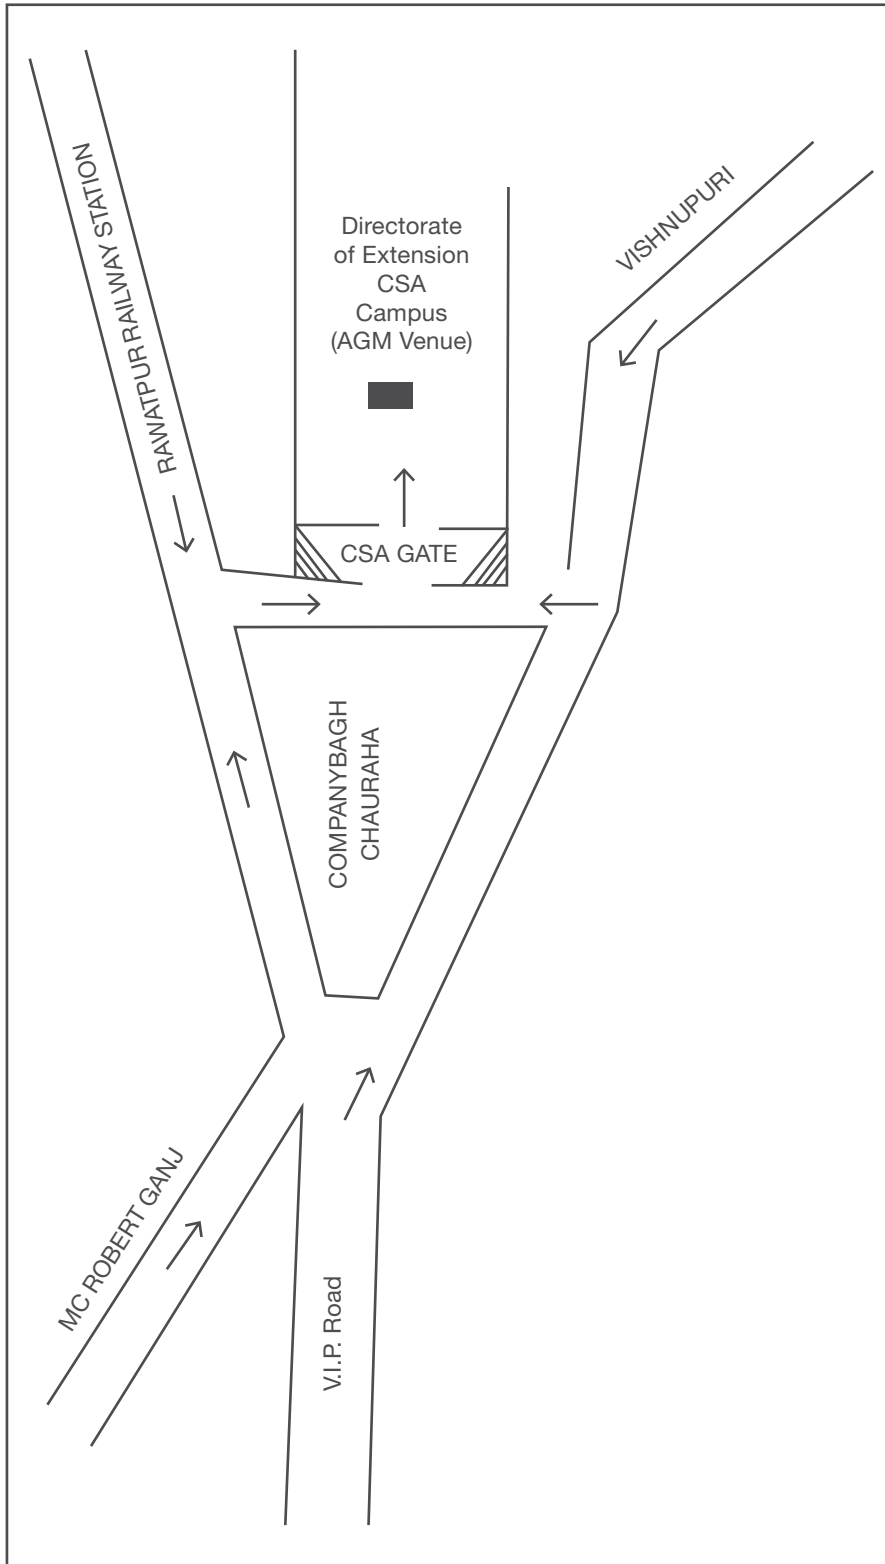 RAWATPUR RAILWAY STATION
Directorate
of Extension
CSA
Campus
(AGM Venue)
VISHNUPURI
CSA GATE
COMPANYBAGH
CHAURAHA
MC ROBERT GANJ
V.I.P. Road